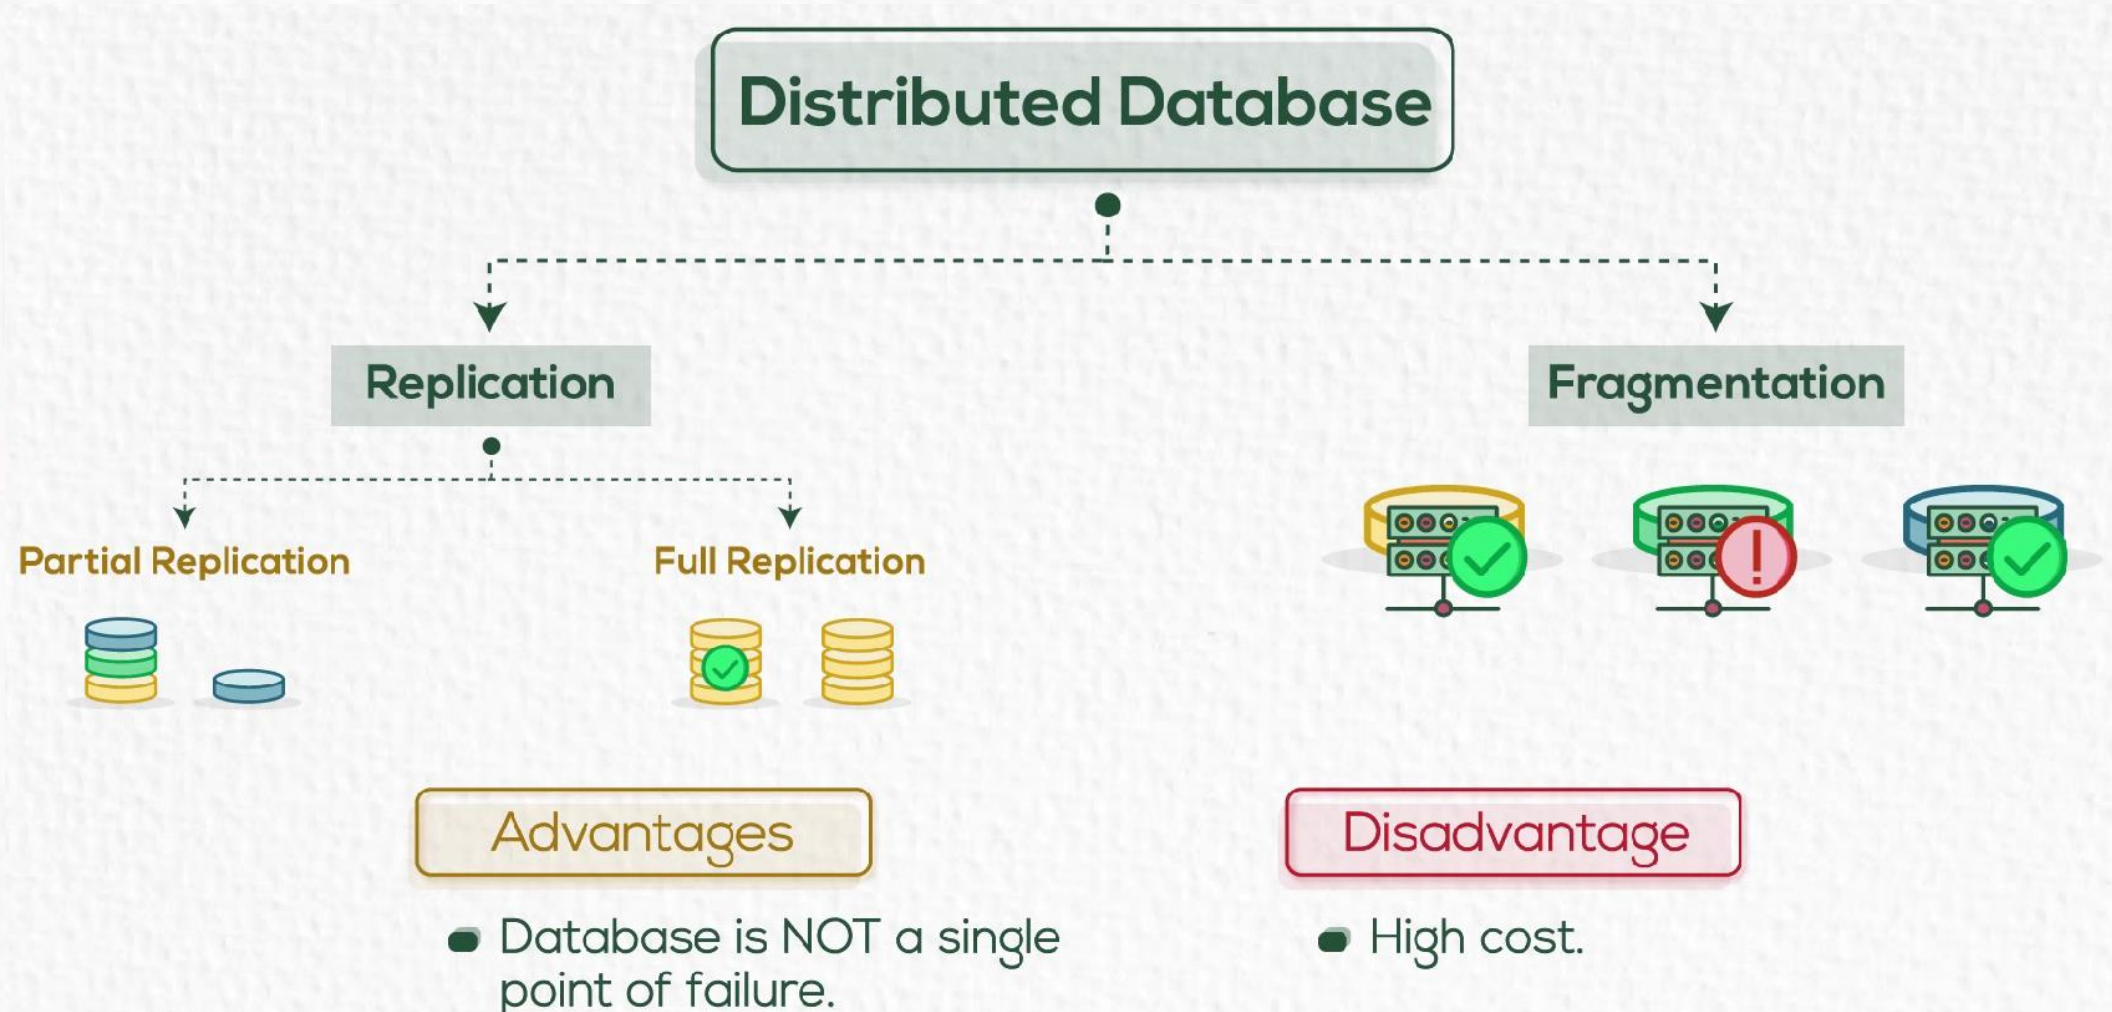 Distributed Database
Replication
Fragmentation
Partial Replication
Full Replication
Advantages
Database is NOT a single
point of failure.
Disadvantage
High cost.